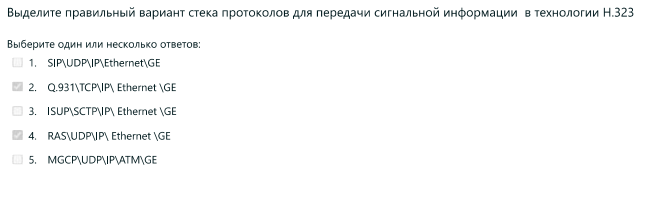 Выделите правильный вариант стека протоколов для передачи сигнальной информации в технологии H.323
Выберите один или несколько ответов:
1. SIP\UDP\IP\Ethernet\GE
2. Q.931\TCP\IP\ Ethernet \GE
3. ISUP\SCTP\IP\ Ethernet \GE
4. RAS\UDP\IP\ Ethernet \GE
5. MGCP\UDP\IP\ATM\GE